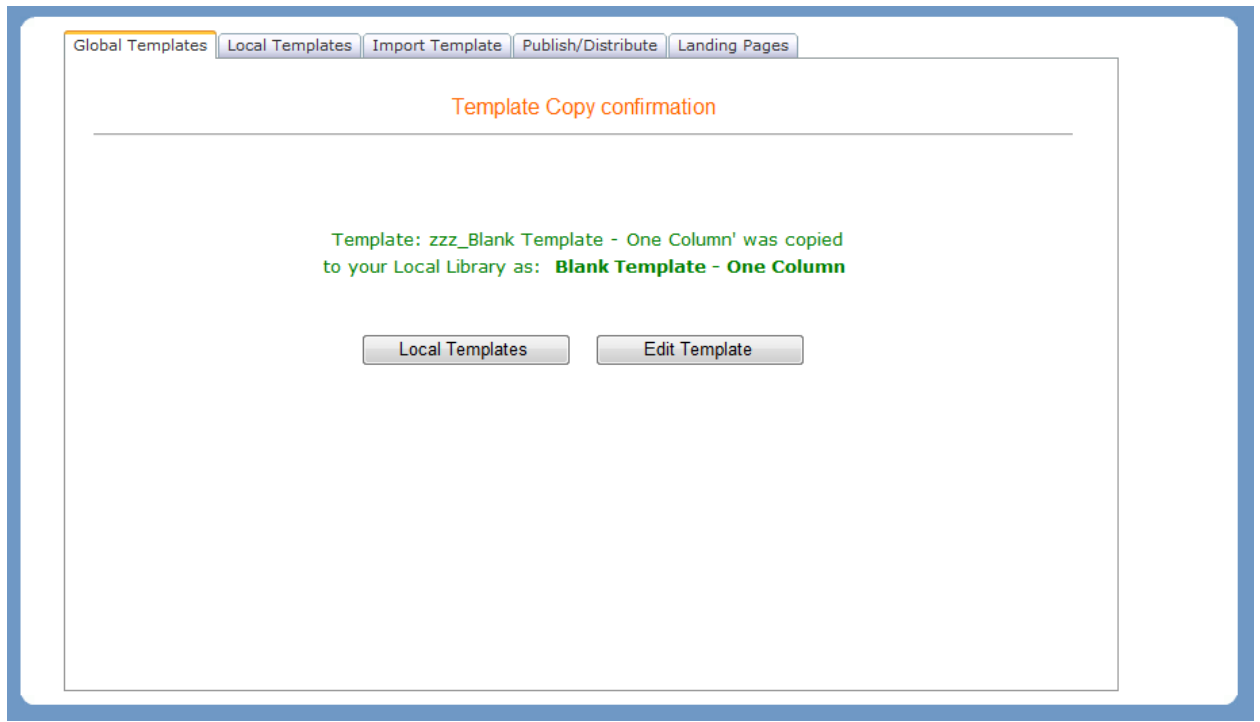 Global Templates Local Templates Import Template Publish/Distribute Landing Pages
Template Copy confirmation
Template: zzz_Blank Template - One Column' was copied
to your Local Library as: Blank Template - One Column
Local Templates Edit Template